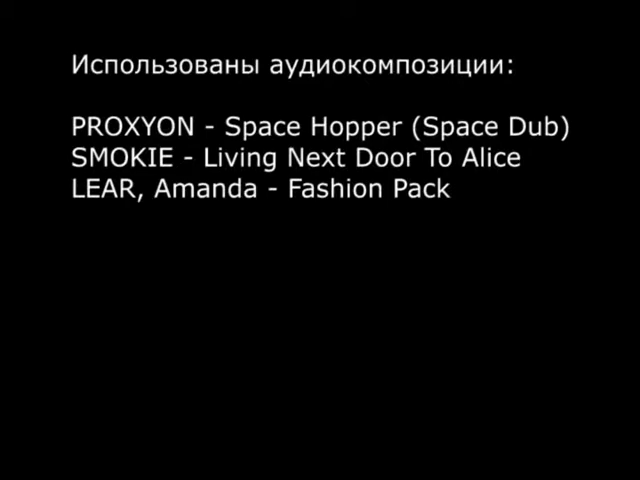 Использованы аудиокомпозиции:
PROXYON - Space Hopper (Space Dub)
SMOKIE - Living Next Door To Alice
LEAR, Amanda - Fashion Pack